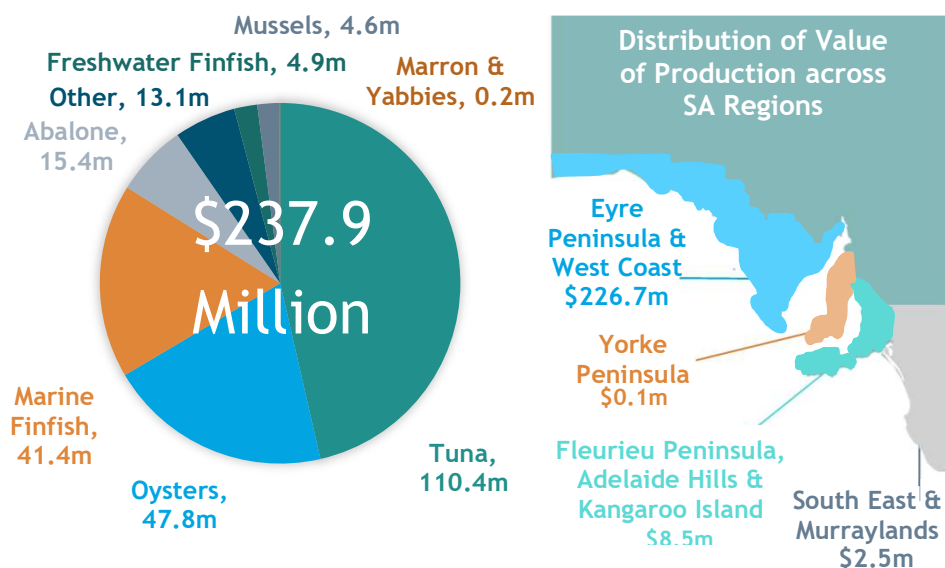 Mussels, 4.6m
Freshwater Finfish, 4.9m
Other, 13.1m
Abalone,
15.4m
Marron &
Yabbies, 0.2m
$237.9
Million
Marine
Finfish,
41.4m
Oysters,
47.8m
Tuna,
110.4m
Distribution of Value
of Production across
SA Regions
Eyre
Peninsula &
West Coast
$226.7m
Yorke
Peninsula
$0.1m
Fleurieu Peninsula,
Adelaide Hills &
Kangaroo Island
$8.5m
South East &
Murraylands
$2.5m